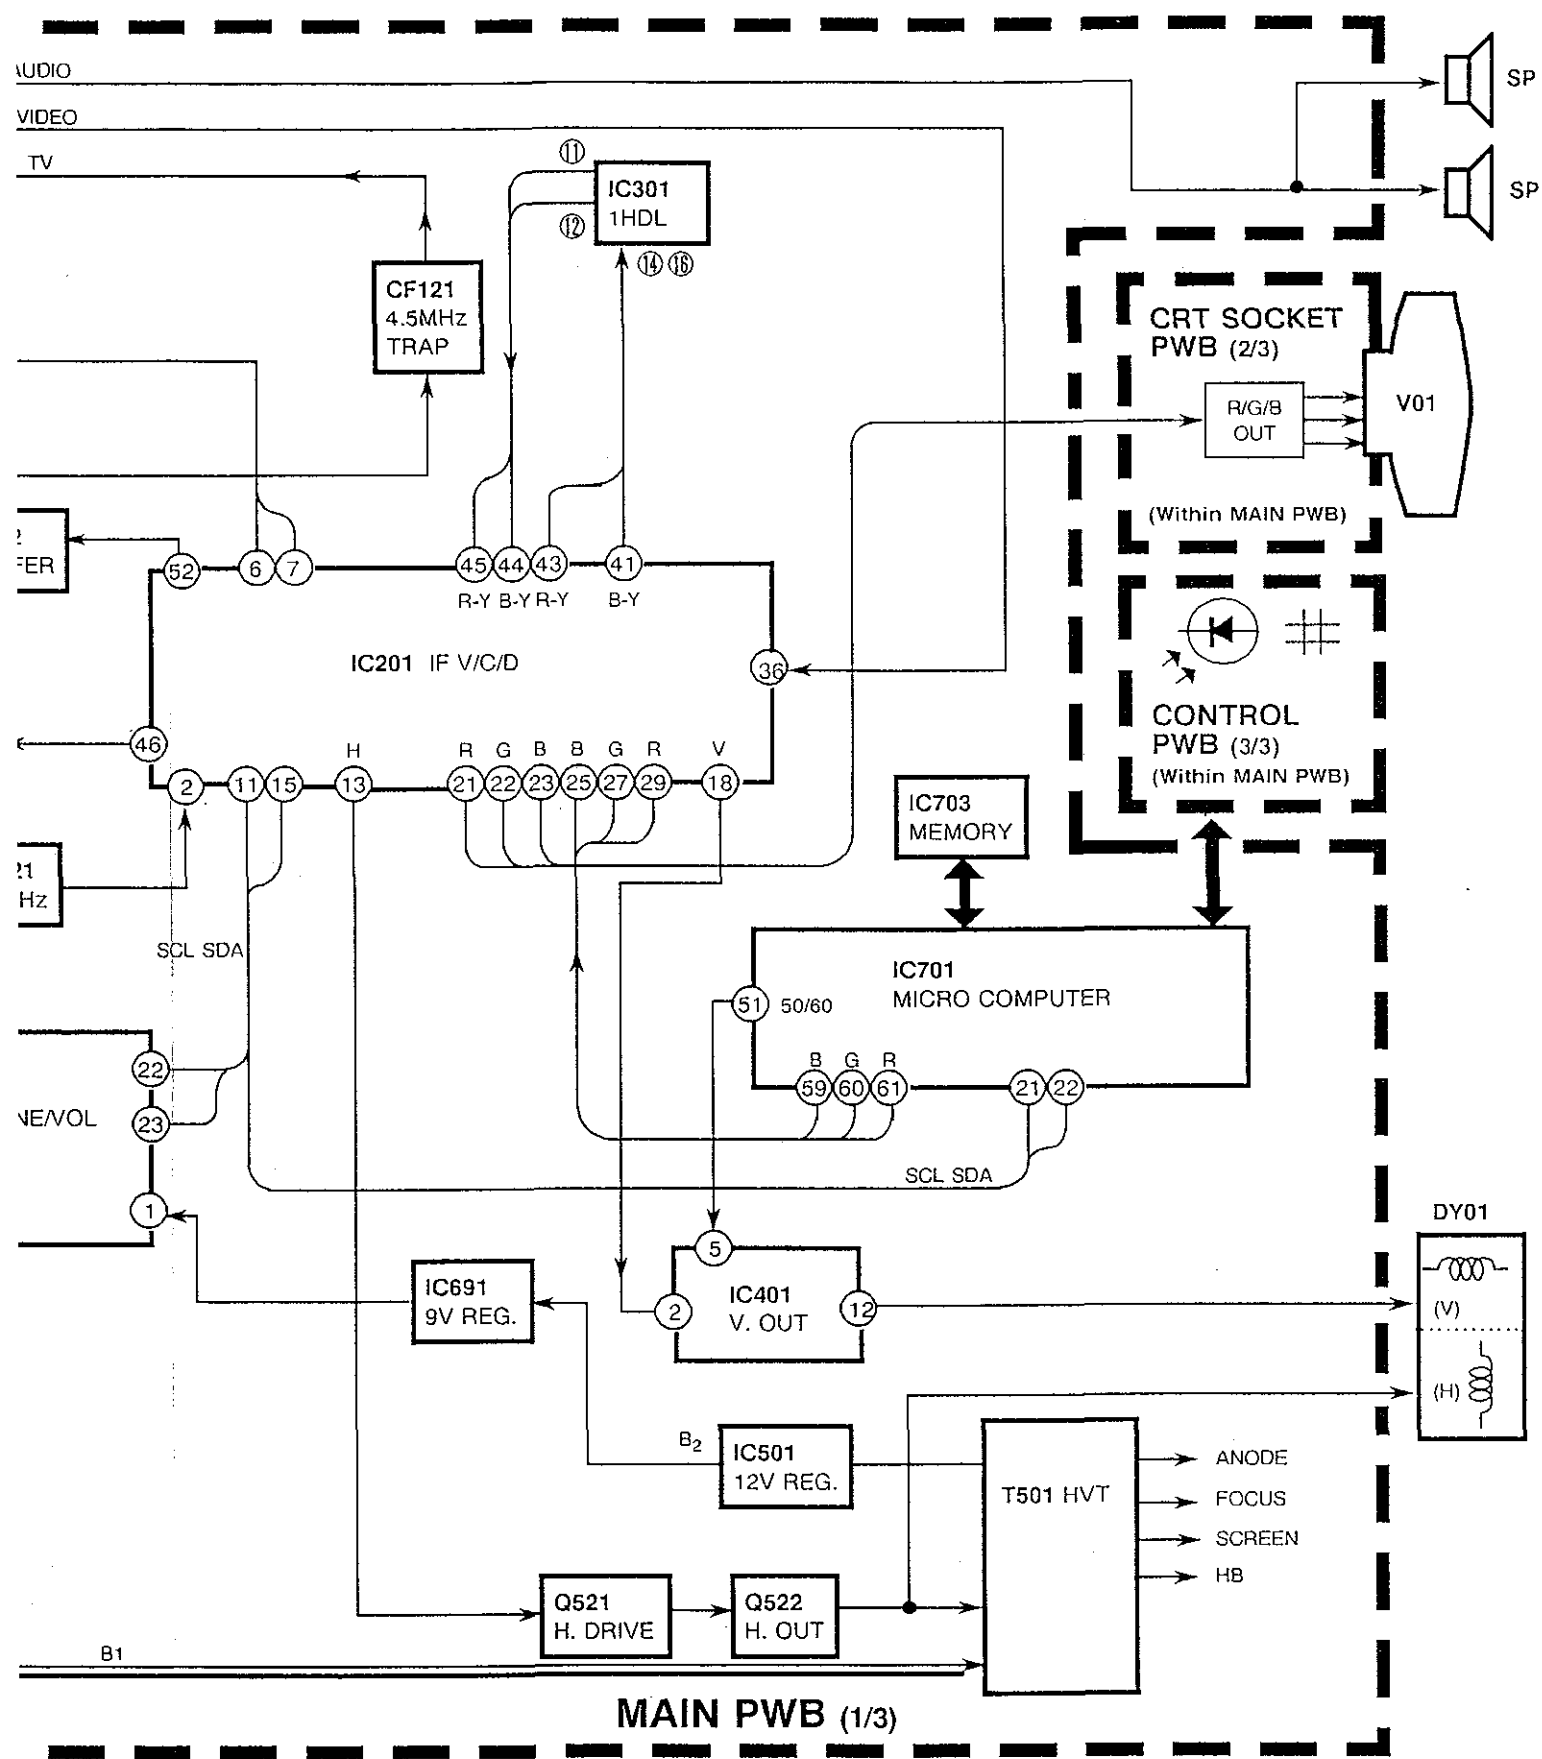 AUDIO
SP
VIDEO
TV
11
IC301
1HDL
12
SP
14 16
CF121
4.5MHz
TRAP
CRT SOCKET
PWB (2/3)
R/G/B
OUT
V01
(Within MAIN PWB)
2
FER
52
6
7
45
44
43
41
R-Y B-Y R-Y
B-Y
IC201 IF V/C/D
36
CONTROL
PWB (3/3)
(Within MAIN PWB)
46
H
R G B B G R
V
2
11
15
13
21
22
23
25
27
29
18
IC703
MEMORY
21
Hz
SCL SDA
IC701
MICRO COMPUTER
51
50/60
B G R
59
60
61
21
22
22
NE/VOL
23
SCL SDA
1
5
DY01
IC691
9V REG.
2
IC401
V. OUT
12
(V)
(H)
B2
IC501
12V REG.
T501 HVT
ANODE
FOCUS
SCREEN
HB
Q521
H. DRIVE
Q522
H. OUT
B1
MAIN PWB (1/3)